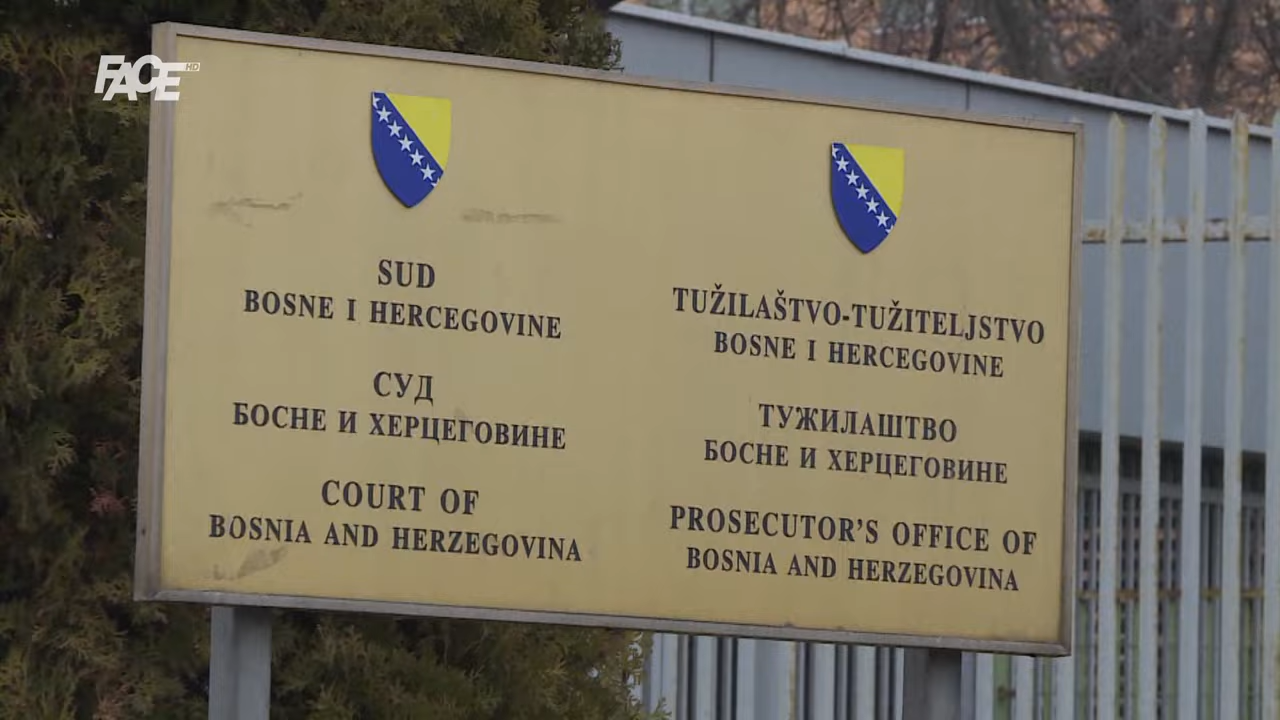 FACE HD
SUD
BOSNE I HERCEGOVINE
СУД
БОСНЕ И ХЕРЦЕГОВИНЕ
COURT OF
BOSNIA AND HERZEGOVINA
TUŽILAŠTVO-TUŽITELJSTVO
BOSNE I HERCEGOVINE
ТУЖИЛАШТВО
БОСНЕ И ХЕРЦЕГОВИНЕ
PROSECUTOR'S OFFICE OF
BOSNIA AND HERZEGOVINA